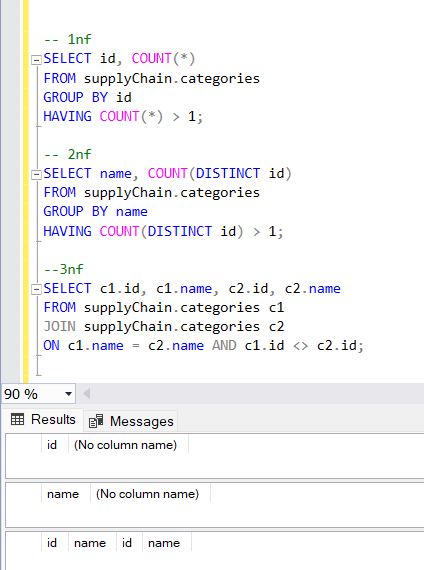 -- 1nf
SELECT id, COUNT(*)
FROM supplyChain.categories
GROUP BY id
HAVING COUNT(*) > 1;
-- 2nf
SELECT name, COUNT(DISTINCT id)
FROM supplyChain.categories
GROUP BY name
HAVING COUNT(DISTINCT id) > 1;
--3nf
SELECT c1.id, c1.name, c2.id, c2.name
FROM supplyChain.categories c1
JOIN supplyChain.categories c2
ON c1.name = c2.name AND c1.id <> c2.id;
90 %
Results Messages
id (No column name)
name (No column name)
id name id name